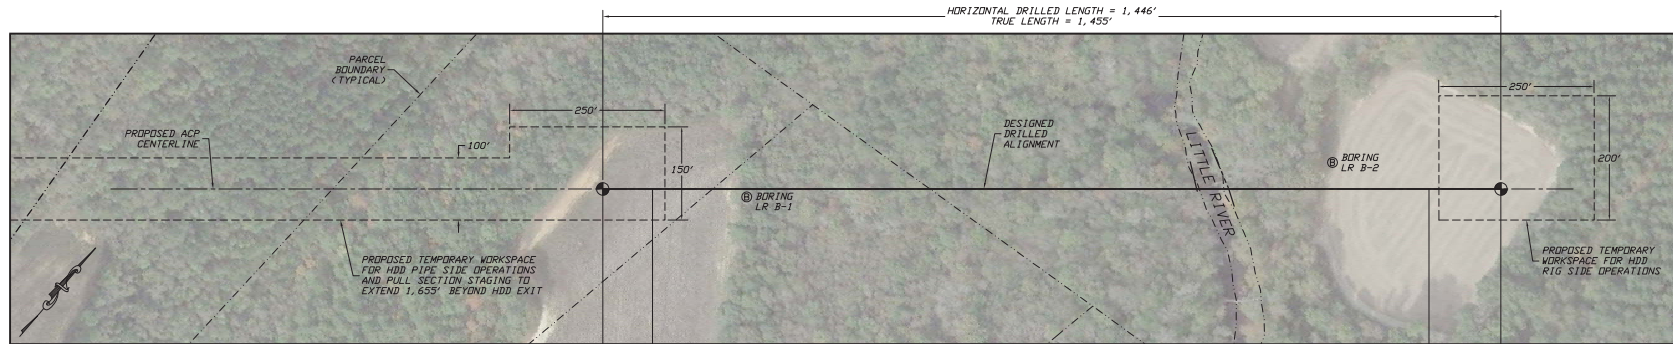 HORIZONTAL DRILLED LENGTH = 1,446'
TRUE LENGTH = 1,455'
PARCEL
BOUNDARY
(TYPICAL)
250'
250'
PROPOSED ACP
CENTERLINE
100'
150'
DESIGNED
DRILLED
ALIGNMENT
LITTLE RIVER
B BORING
LR B-2
200'
B BORING
LR B-1
PROPOSED TEMPORARY WORKSPACE
FOR HDD PIPE SIDE OPERATIONS
AND PULL SECTION STAGING TO
EXTEND 1,655' BEYOND HDD EXIT
PROPOSED TEMPORARY
WORKSPACE FOR HDD
RIG SIDE OPERATIONS